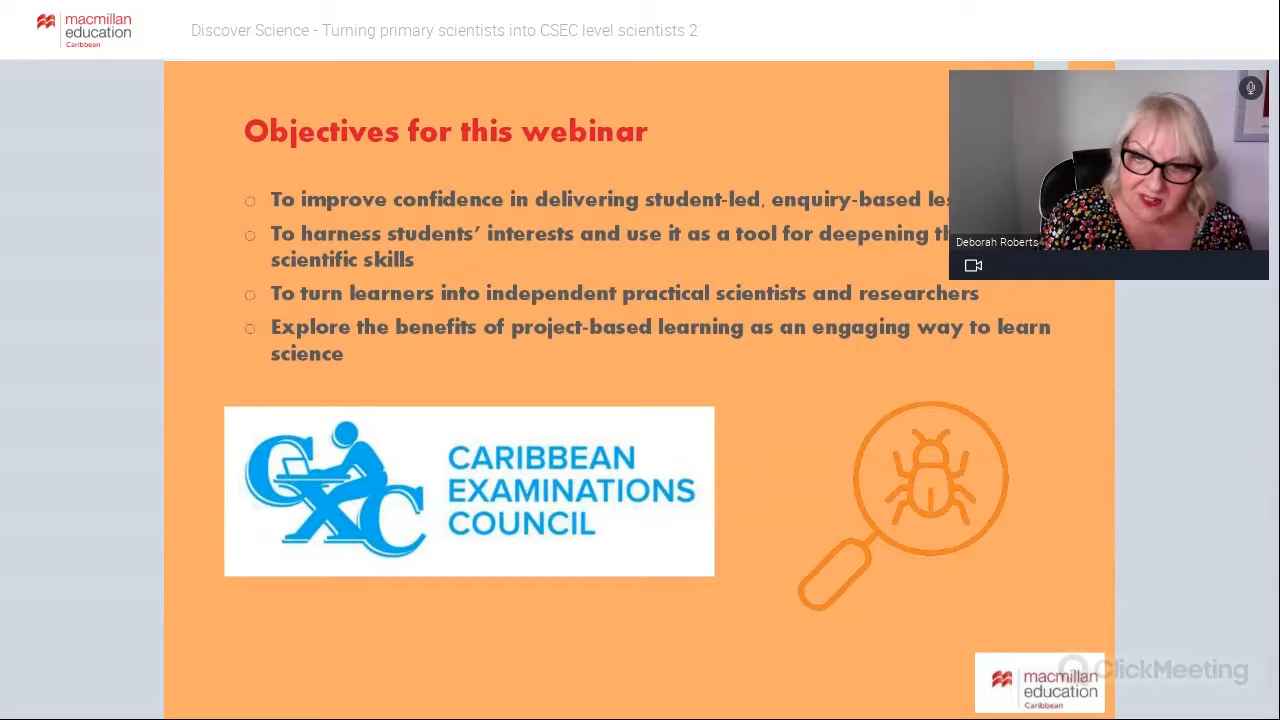 macmillan
education
Caribbean
Discover Science - Turning primary scientists into CSEC level scientists 2
Objectives for this webinar
To improve confidence in delivering student-led, enquiry-based
To harness students' interests and use it as a tool for deepening
scientific skills
To turn learners into independent practical scientists and researchers
Explore the benefits of project-based learning as an engaging way to learn
science
Deborah Roberts
CXC
CARIBBEAN
EXAMINATIONS
COUNCIL
macmillan
education
Caribbean
ClickMeeting